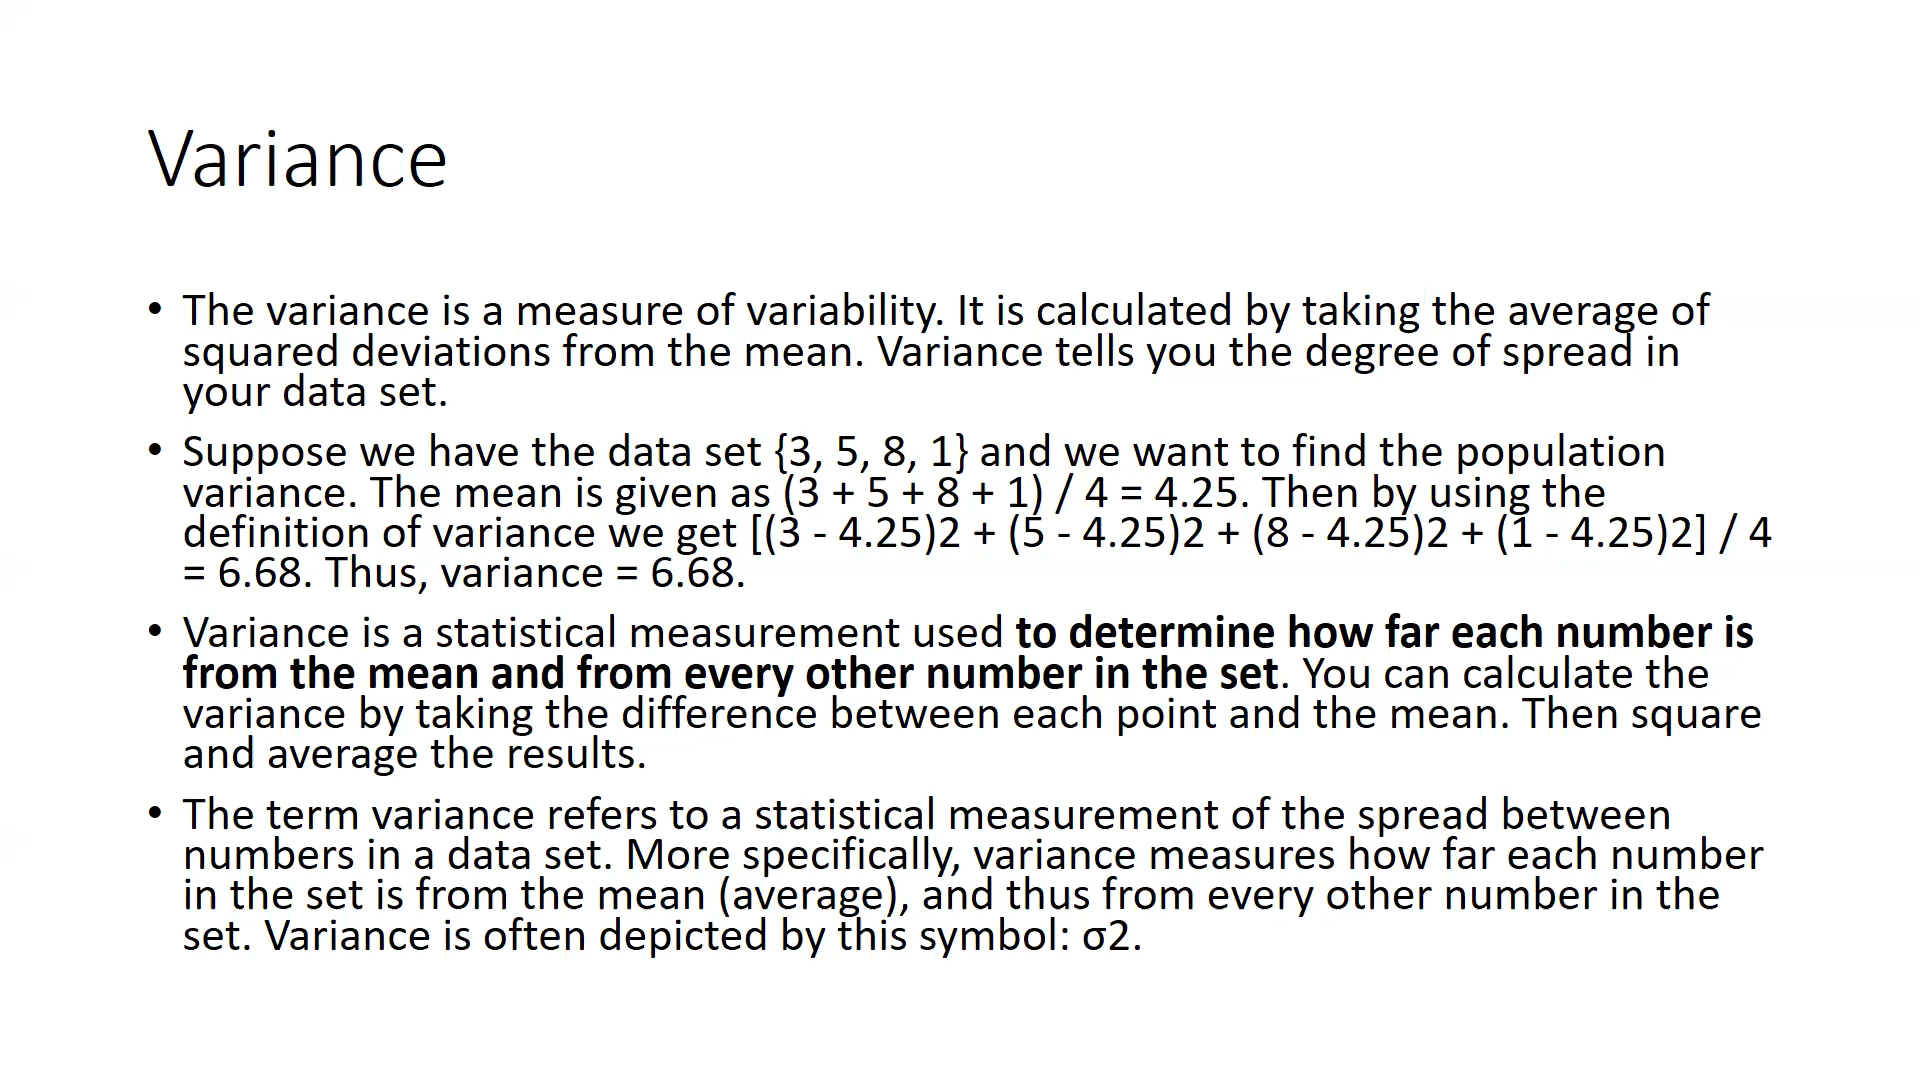 Variance
• The variance is a measure of variability. It is calculated by taking the average of
squared deviations from the mean. Variance tells you the degree of spread in
your data set.
• Suppose we have the data set {3, 5, 8, 1} and we want to find the population
variance. The mean is given as (3 + 5 + 8 + 1) / 4 = 4.25. Then by using the
definition of variance we get [(3 - 4.25)2 + (5 - 4.25)2 + (8 - 4.25)2 + (1 - 4.25)2] / 4
= 6.68. Thus, variance = 6.68.
• Variance is a statistical measurement used to determine how far each number is
from the mean and from every other number in the set. You can calculate the
variance by taking the difference between each point and the mean. Then square
and average the results.
• The term variance refers to a statistical measurement of the spread between
numbers in a data set. More specifically, variance measures how far each number
in the set is from the mean (average), and thus from every other number in the
set. Variance is often depicted by this symbol: σ2.